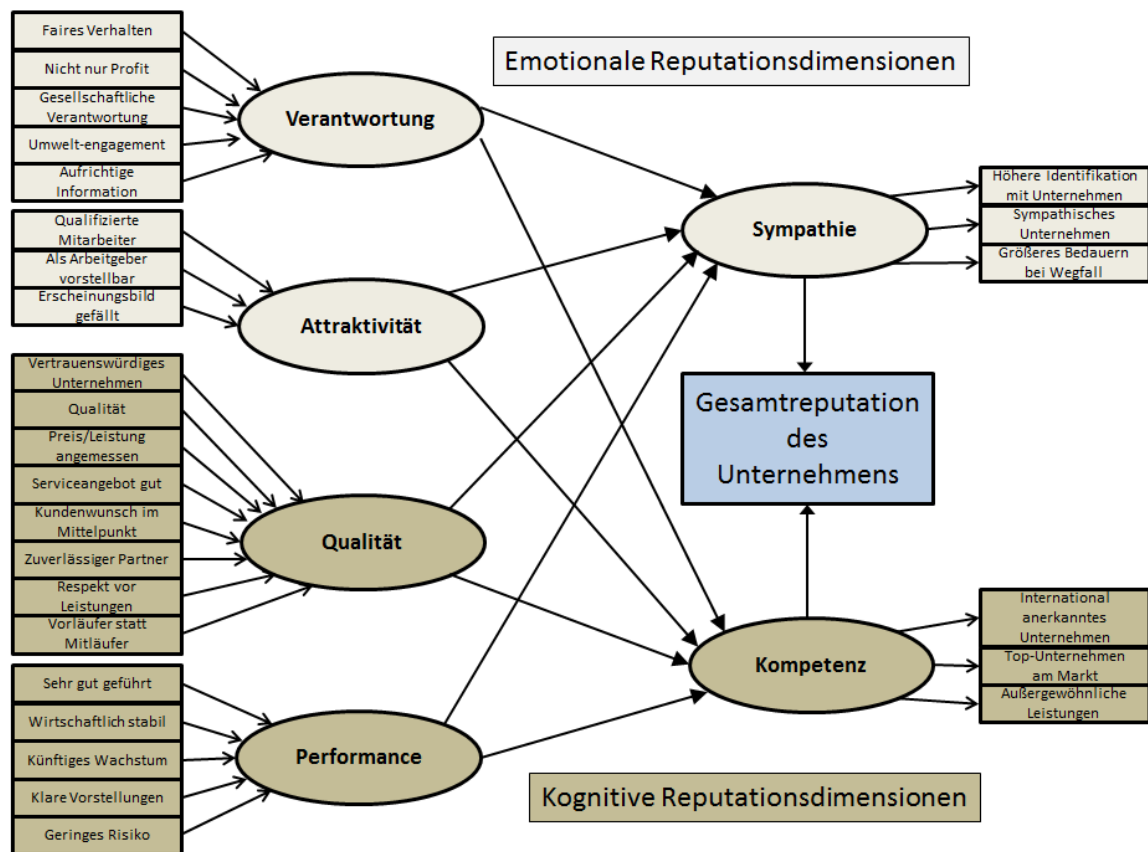 Faires Verhalten
Nicht nur Profit
Gesellschaftliche
Verantwortung
Umwelt-engagement
Aufrichtige
Information
Verantwortung
Emotionale Reputationsdimensionen
Qualifizierte
Mitarbeiter
Als Arbeitgeber
vorstellbar
Erscheinungsbild
gefällt
Attraktivität
Sympathie
Höhere Identifikation
mit Unternehmen
Sympathisches
Unternehmen
Größeres Bedauern
bei Wegfall
Vertrauenswürdiges
Unternehmen
Qualität
Preis/Leistung
angemessen
Serviceangebot gut
Kundenwunsch im
Mittelpunkt
Zuverlässiger Partner
Respekt vor
Leistungen
Vorläufer statt
Mitläufer
Qualität
Gesamtreputation
des
Unternehmens
Kompetenz
International
anerkanntes
Unternehmen
Top-Unternehmen
am Markt
Außergewöhnliche
Leistungen
Sehr gut geführt
Wirtschaftlich stabil
Künftiges Wachstum
Klare Vorstellungen
Geringes Risiko
Performance
Kognitive Reputationsdimensionen